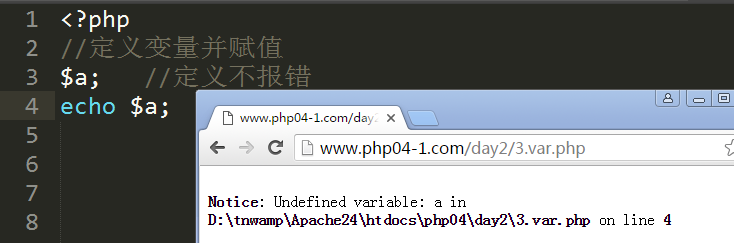 1 <?php
2 //定义变量并赋值
3 $a;   //定义不报错
4 echo $a;
5
6
7
8
www.php04-1.com/day2
www.php04-1.com/day2/3.var.php
Notice: Undefined variable: a in
D:\tnwamp\Apache24\htdocs\php04\day2\3.var.php on line 4